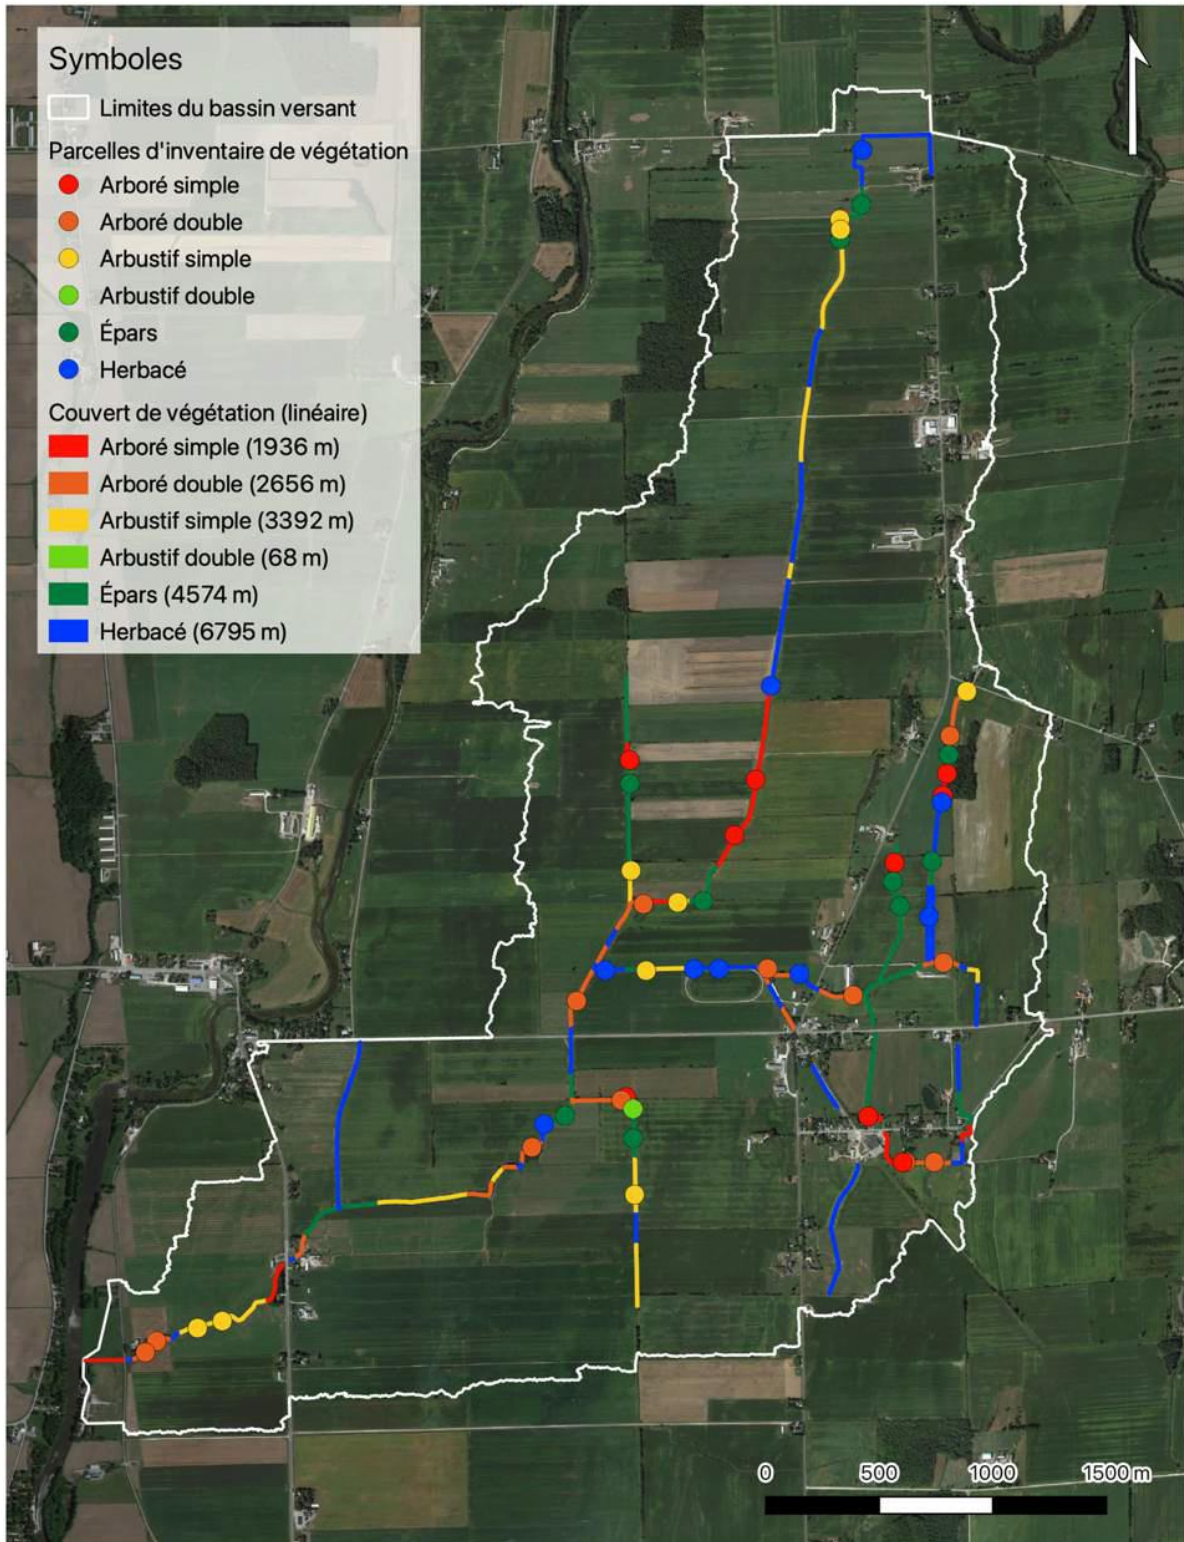 Symboles
Limites du bassin versant
Parcelles d'inventaire de végétation
Arboré simple
Arboré double
Arbustif simple
Arbustif double
Épars
Herbacé
Couvert de végétation (linéaire)
Arboré simple (1936 m)
Arboré double (2656 m)
Arbustif simple (3392 m)
Arbustif double (68 m)
Épars (4574 m)
Herbacé (6795 m)
0 500 1000 1500 m